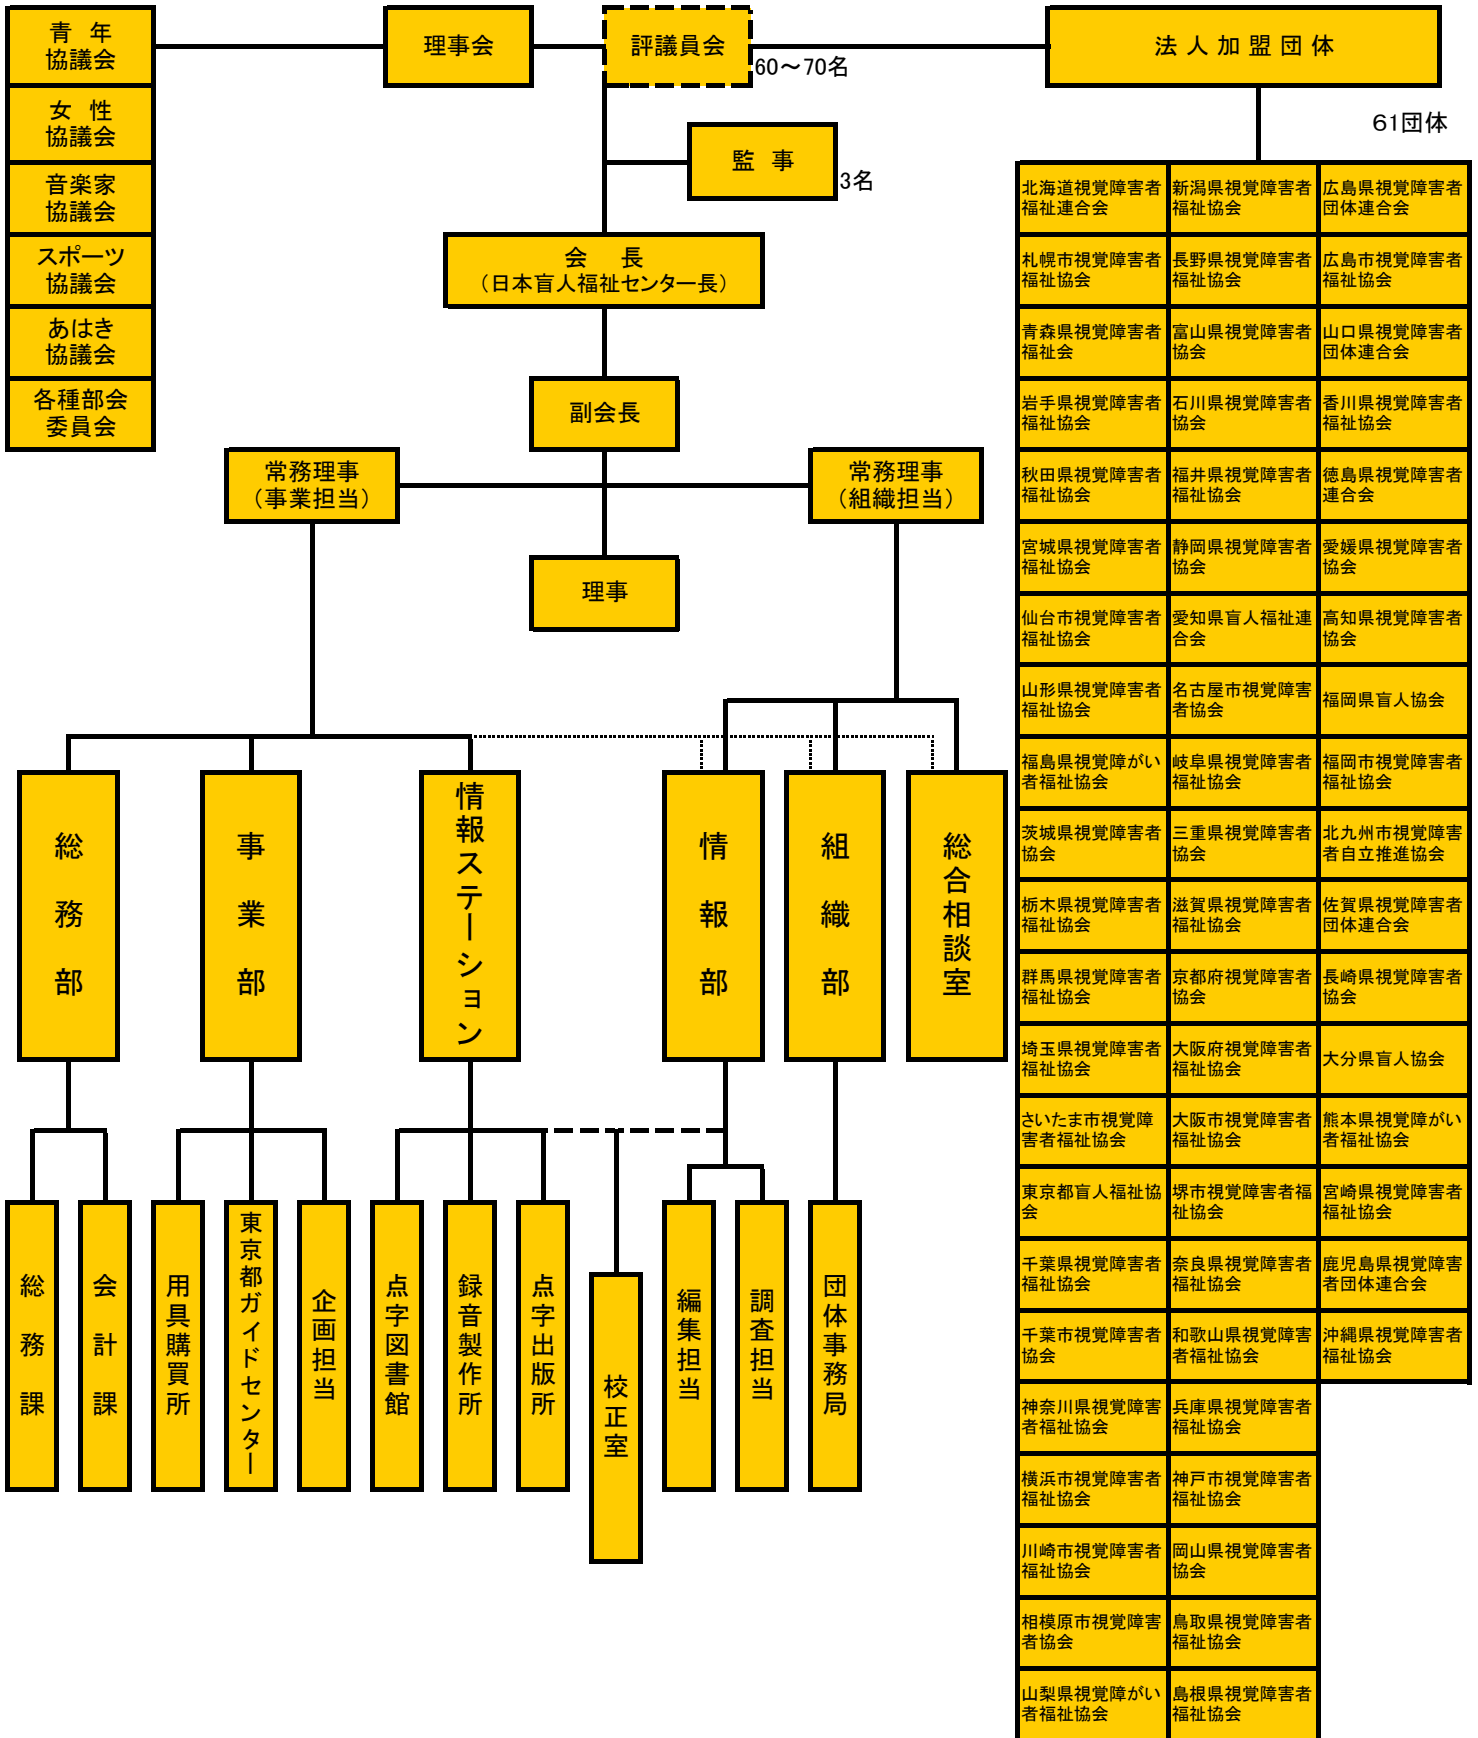 青　年
協議会
女　性
協議会
音楽家
協議会
スポーツ
協議会
あはき
協議会
各種部会
委員会
理事会
評議員会
60～70名
法 人 加 盟 団 体
61団体
監　事
3名
会　長
（日本盲人福祉センター長）
副会長
常務理事
（事業担当）
常務理事
（組織担当）
理事
総務部
事業部
情報ステーション
情報部
組織部
総合相談室
総務課
会計課
用具購買所
東京都ガイドセンター
企画担当
点字図書館
録音製作所
点字出版所
校正室
編集担当
調査担当
団体事務局
北海道視覚障害者
福祉連合会
札幌市視覚障害者
福祉協会
青森県視覚障害者
福祉会
岩手県視覚障害者
福祉協会
秋田県視覚障害者
福祉協会
宮城県視覚障害者
福祉協会
仙台市視覚障害者
福祉協会
山形県視覚障害者
福祉協会
福島県視覚障がい
者福祉協会
茨城県視覚障害者
協会
栃木県視覚障害者
福祉協会
群馬県視覚障害者
福祉協会
埼玉県視覚障害者
福祉協会
さいたま市視覚障
害者福祉協会
東京都盲人福祉協
会
千葉県視覚障害者
福祉協会
千葉市視覚障害者
協会
神奈川県視覚障害
者福祉協会
横浜市視覚障害者
福祉協会
川崎市視覚障害者
福祉協会
相模原市視覚障害
者協会
山梨県視覚障がい
者福祉協会
新潟県視覚障害者
福祉協会
長野県視覚障害者
福祉協会
富山県視覚障害者
協会
石川県視覚障害者
協会
福井県視覚障害者
福祉協会
静岡県視覚障害者
協会
愛知県盲人福祉連
合会
名古屋市視覚障害
者協会
岐阜県視覚障害者
福祉協会
三重県視覚障害者
協会
滋賀県視覚障害者
福祉協会
京都府視覚障害者
協会
大阪府視覚障害者
福祉協会
大阪市視覚障害者
福祉協会
堺市視覚障害者福
祉協会
奈良県視覚障害者
福祉協会
和歌山県視覚障害
者福祉協会
兵庫県視覚障害者
福祉協会
神戸市視覚障害者
福祉協会
岡山県視覚障害者
協会
鳥取県視覚障害者
福祉協会
島根県視覚障害者
福祉協会
広島県視覚障害者
団体連合会
広島市視覚障害者
福祉協会
山口県視覚障害者
団体連合会
香川県視覚障害者
福祉協会
徳島県視覚障害者
連合会
愛媛県視覚障害者
協会
高知県視覚障害者
協会
福岡県盲人協会
福岡市視覚障害者
福祉協会
北九州市視覚障害
者自立推進協会
佐賀県視覚障害者
団体連合会
長崎県視覚障害者
協会
大分県盲人協会
熊本県視覚障がい
者福祉協会
宮崎県視覚障害者
福祉協会
鹿児島県視覚障害
者団体連合会
沖縄県視覚障害者
福祉協会